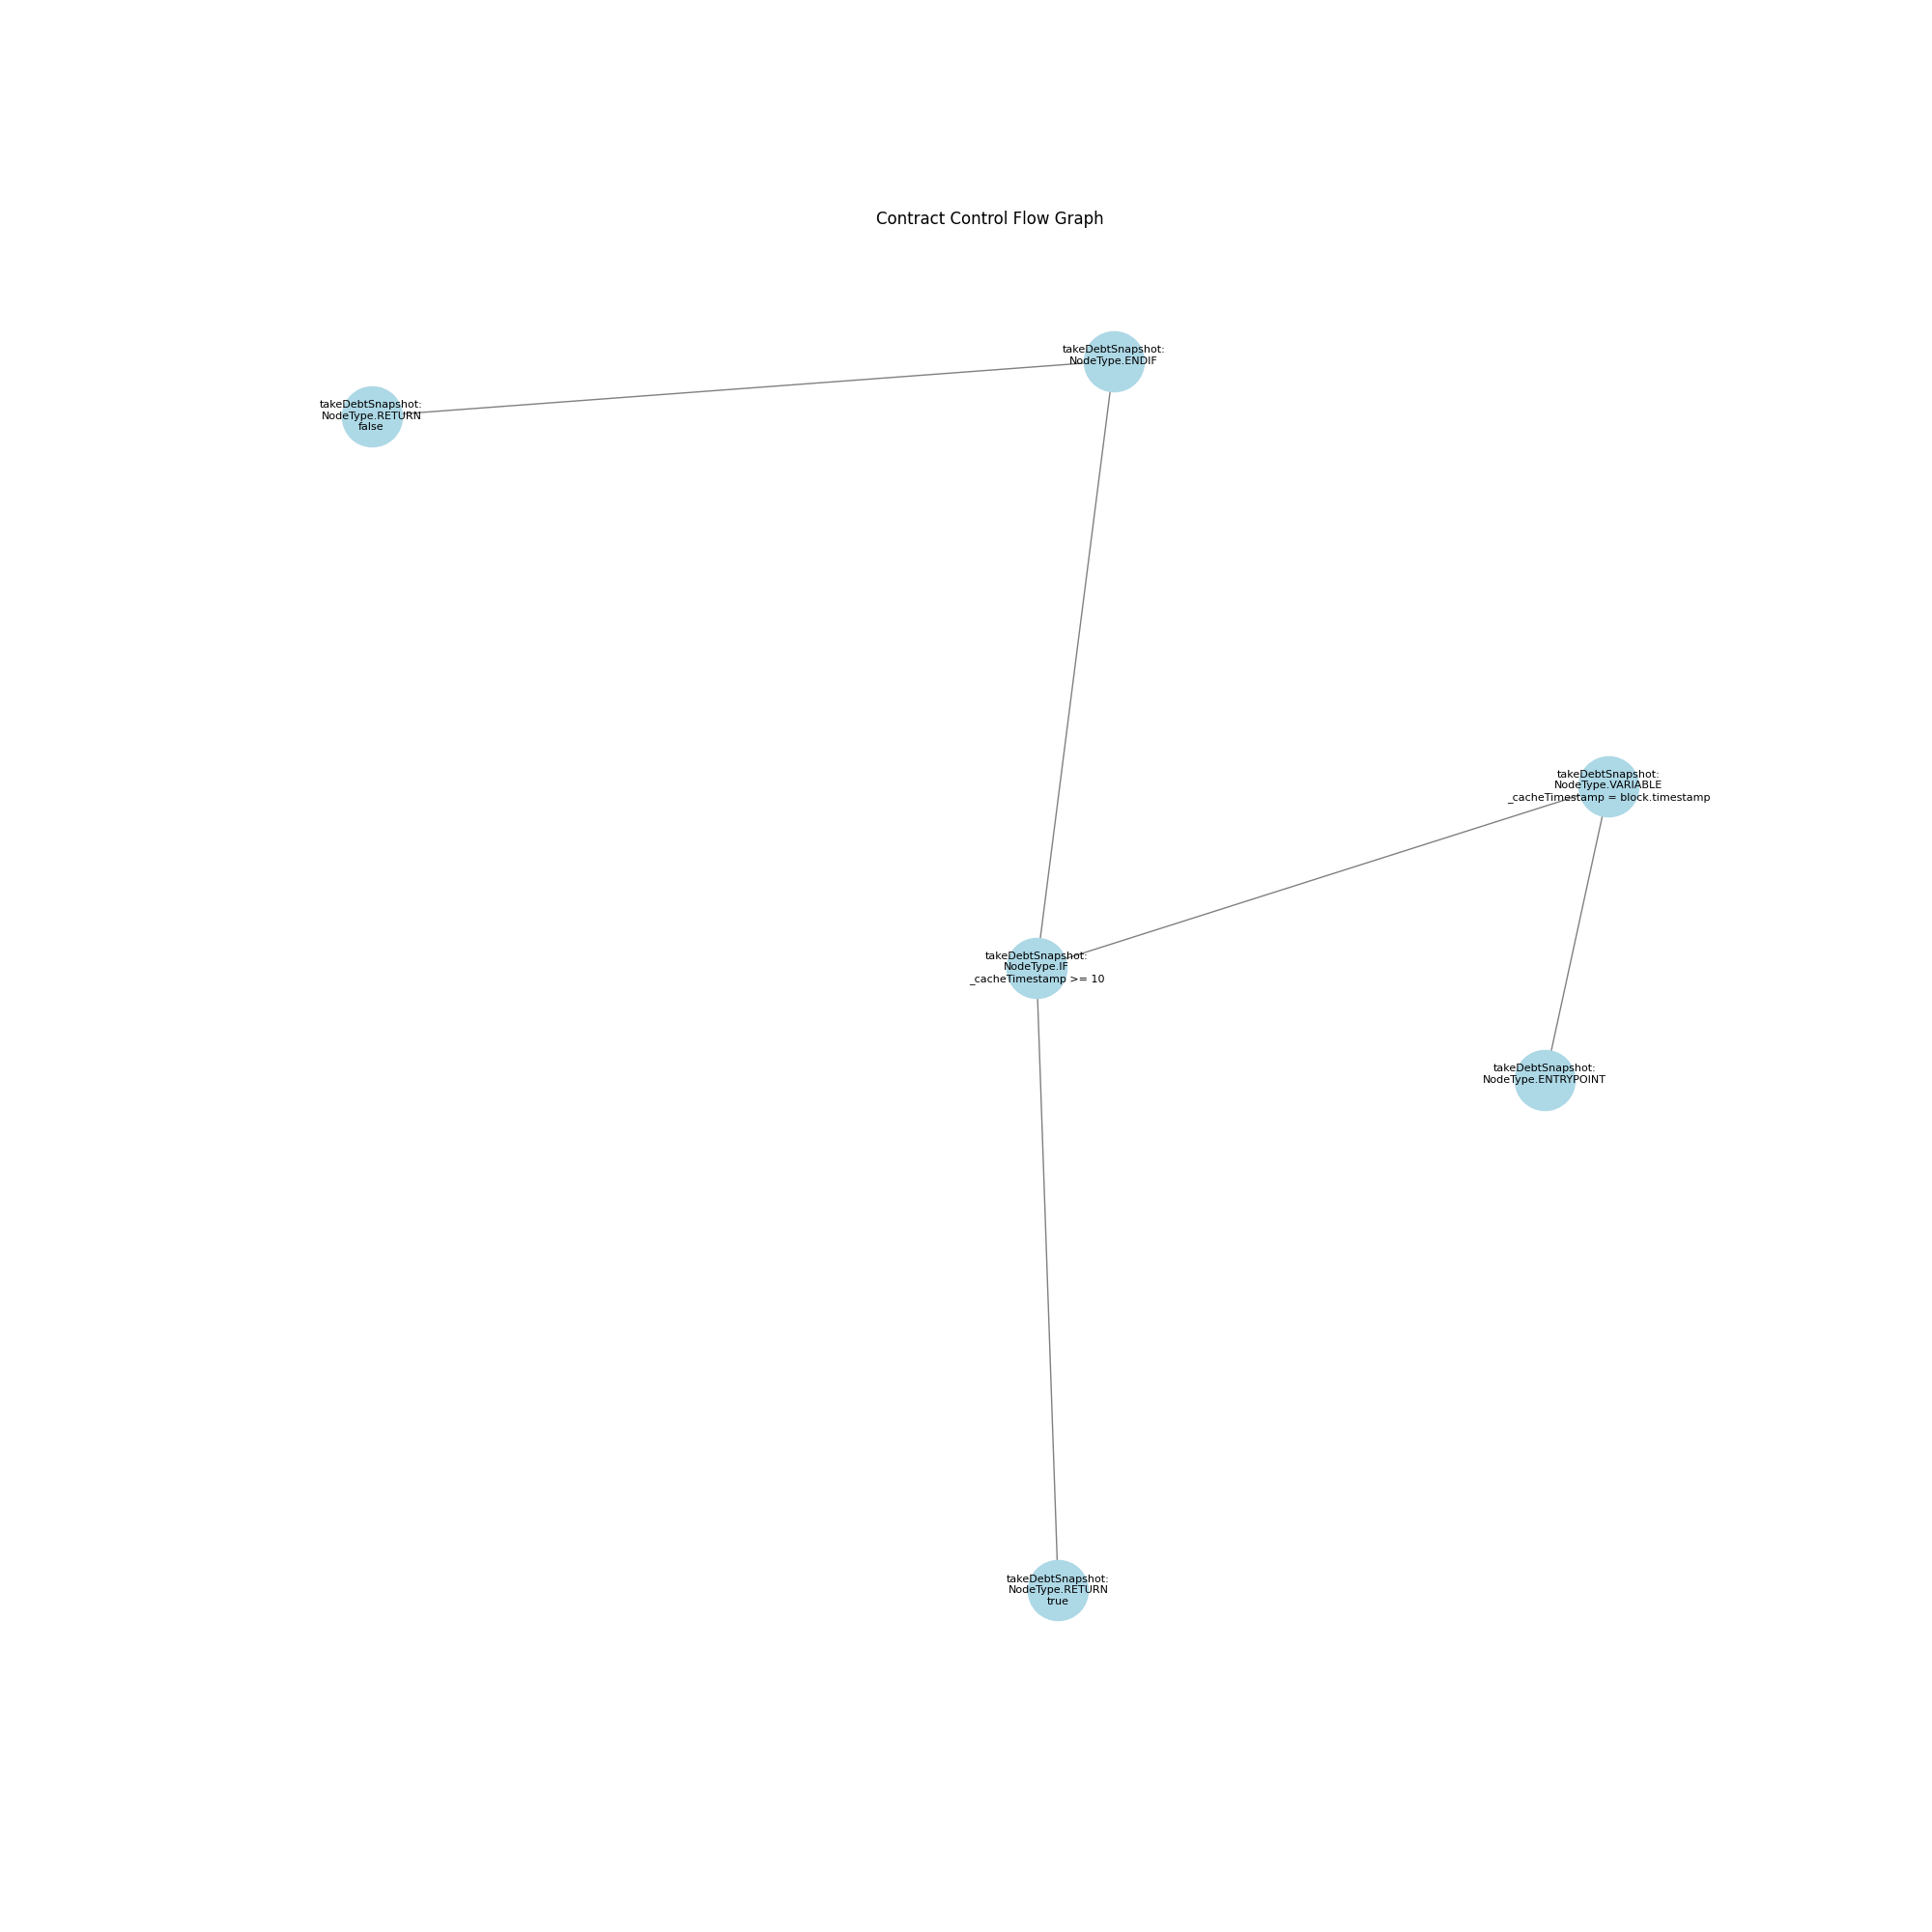 Contract Control Flow Graph
takeDebtSnapshot:
NodeType.ENDIF
takeDebtSnapshot:
NodeType.RETURN
false
takeDebtSnapshot:
NodeType.VARIABLE
_cacheTimestamp = block.timestamp
takeDebtSnapshot:
NodeType.IF
_cacheTimestamp >= 10
takeDebtSnapshot:
NodeType.ENTRYPOINT
takeDebtSnapshot:
NodeType.RETURN
true